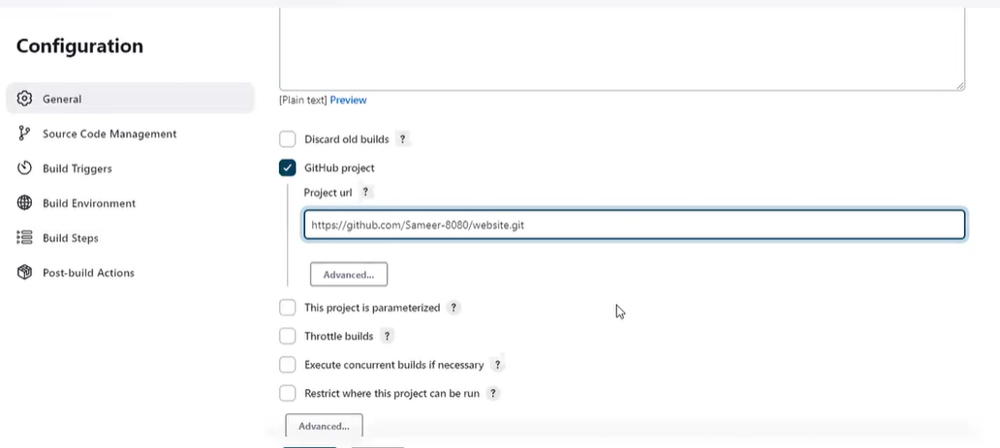 Configuration
General
Source Code Management
Build Triggers
Build Environment
Build Steps
Post-build Actions
[Plain text] Preview
Discard old builds ?
GitHub project
Project url ?
https://github.com/Sameer-8080/website.git
Advanced...
This project is parameterized ?
Throttle builds ?
Execute concurrent builds if necessary ?
Restrict where this project can be run ?
Advanced...